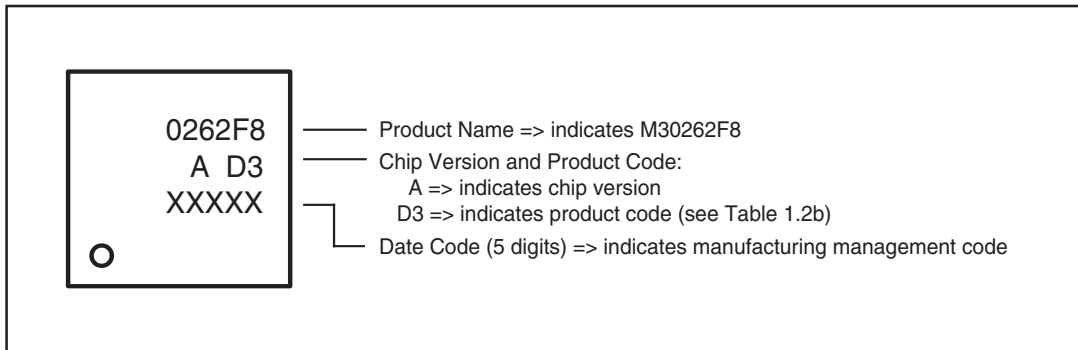 0262F8
A D3
XXXXX
Product Name => indicates M30262F8
Chip Version and Product Code:
A => indicates chip version
D3 => indicates product code (see Table 1.2b)
Date Code (5 digits) => indicates manufacturing management code